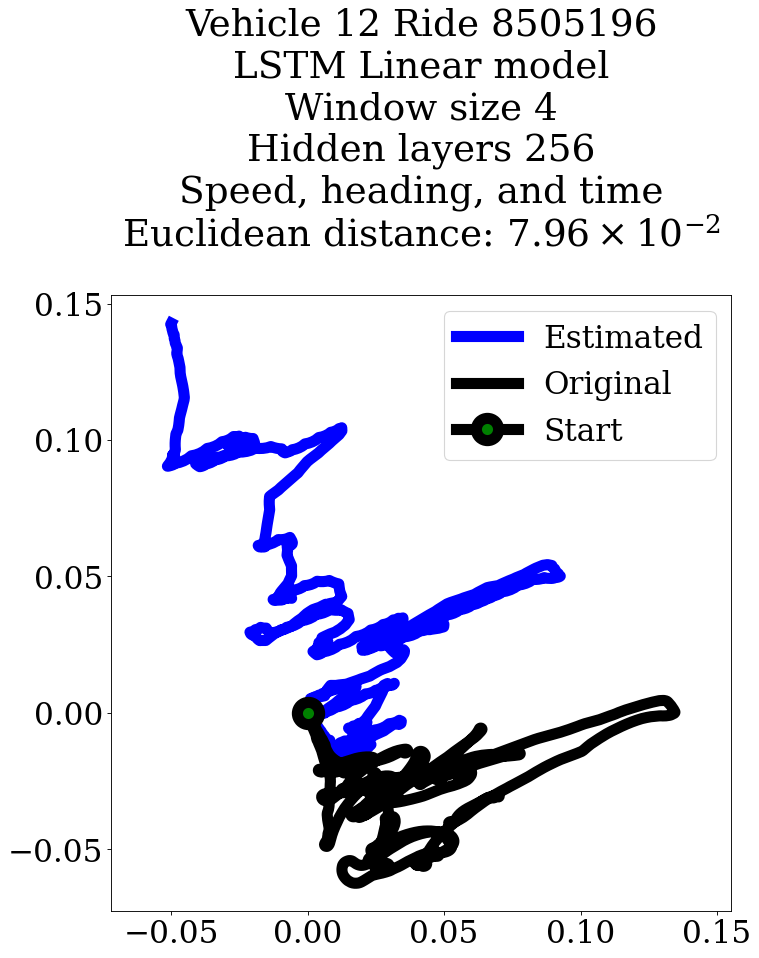 Vehicle 12 Ride 8505196
LSTM Linear model
Window size 4
Hidden layers 256
Speed, heading, and time
Euclidean distance: 7.96 × 10⁻²
Estimated
Original
Start
0.15
0.10
0.05
0.00
−0.05
−0.05
0.00
0.05
0.10
0.15